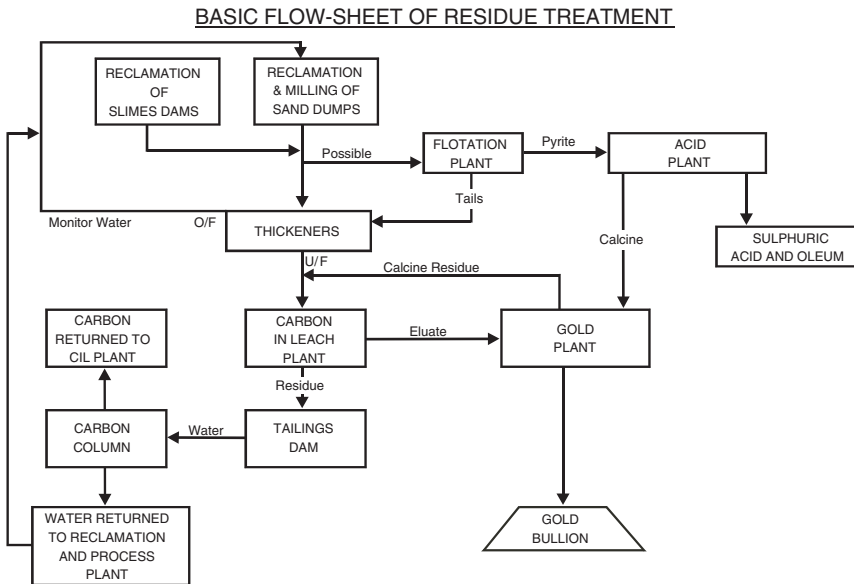 BASIC FLOW-SHEET OF RESIDUE TREATMENT
RECLAMATION
OF
SLIMES DAMS
RECLAMATION
& MILLING OF
SAND DUMPS
Possible
FLOTATION
PLANT
Pyrite
ACID
PLANT
Tails
Monitor Water
O/F
THICKENERS
Calcine
SULPHURIC
ACID AND OLEUM
U/F
Calcine Residue
CARBON
RETURNED TO
CIL PLANT
CARBON
IN LEACH
PLANT
Eluate
GOLD
PLANT
Residue
CARBON
COLUMN
Water
TAILINGS
DAM
WATER RETURNED
TO RECLAMATION
AND PROCESS
PLANT
GOLD
BULLION